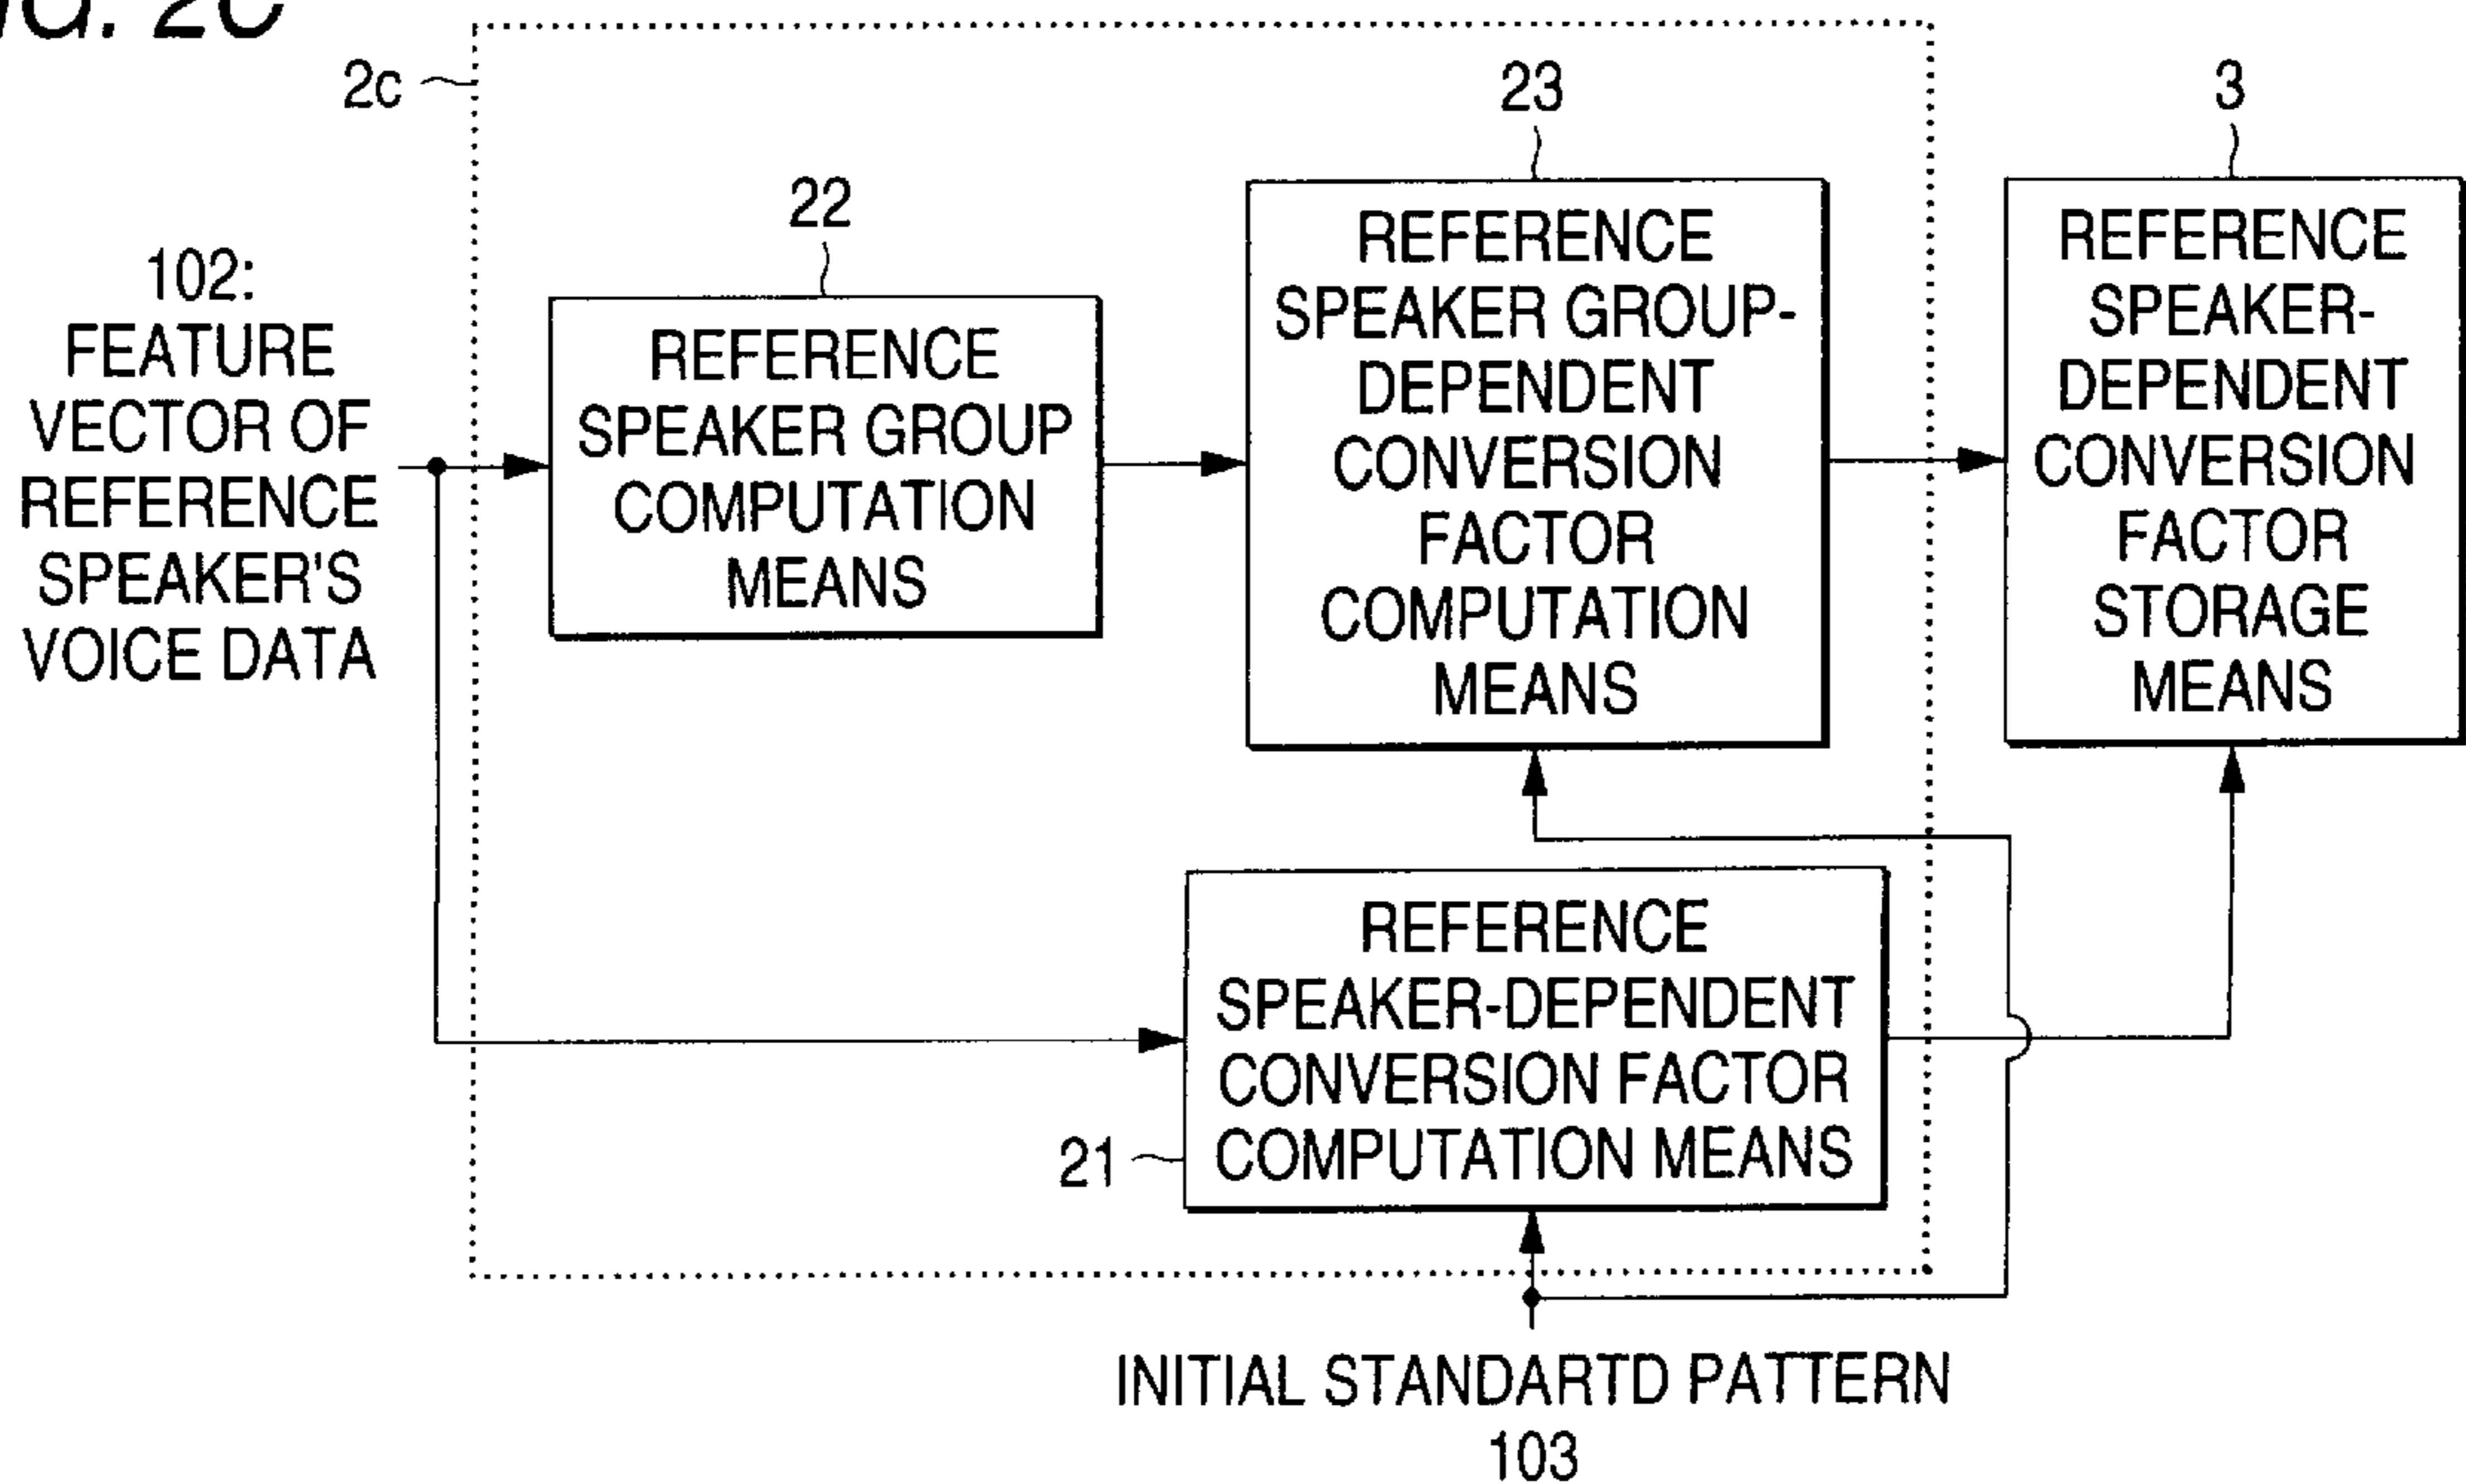 2C
2c
23
3
22
102:
FEATURE
VECTOR OF
REFERENCE
SPEAKER'S
VOICE DATA
REFERENCE
SPEAKER GROUP
COMPUTATION
MEANS
REFERENCE
SPEAKER GROUP-
DEPENDENT
CONVERSION
FACTOR
COMPUTATION
MEANS
REFERENCE
SPEAKER-
DEPENDENT
CONVERSION
FACTOR
STORAGE
MEANS
REFERENCE
SPEAKER-DEPENDENT
CONVERSION FACTOR
COMPUTATION MEANS
21
INITIAL STANDARTD PATTERN
103